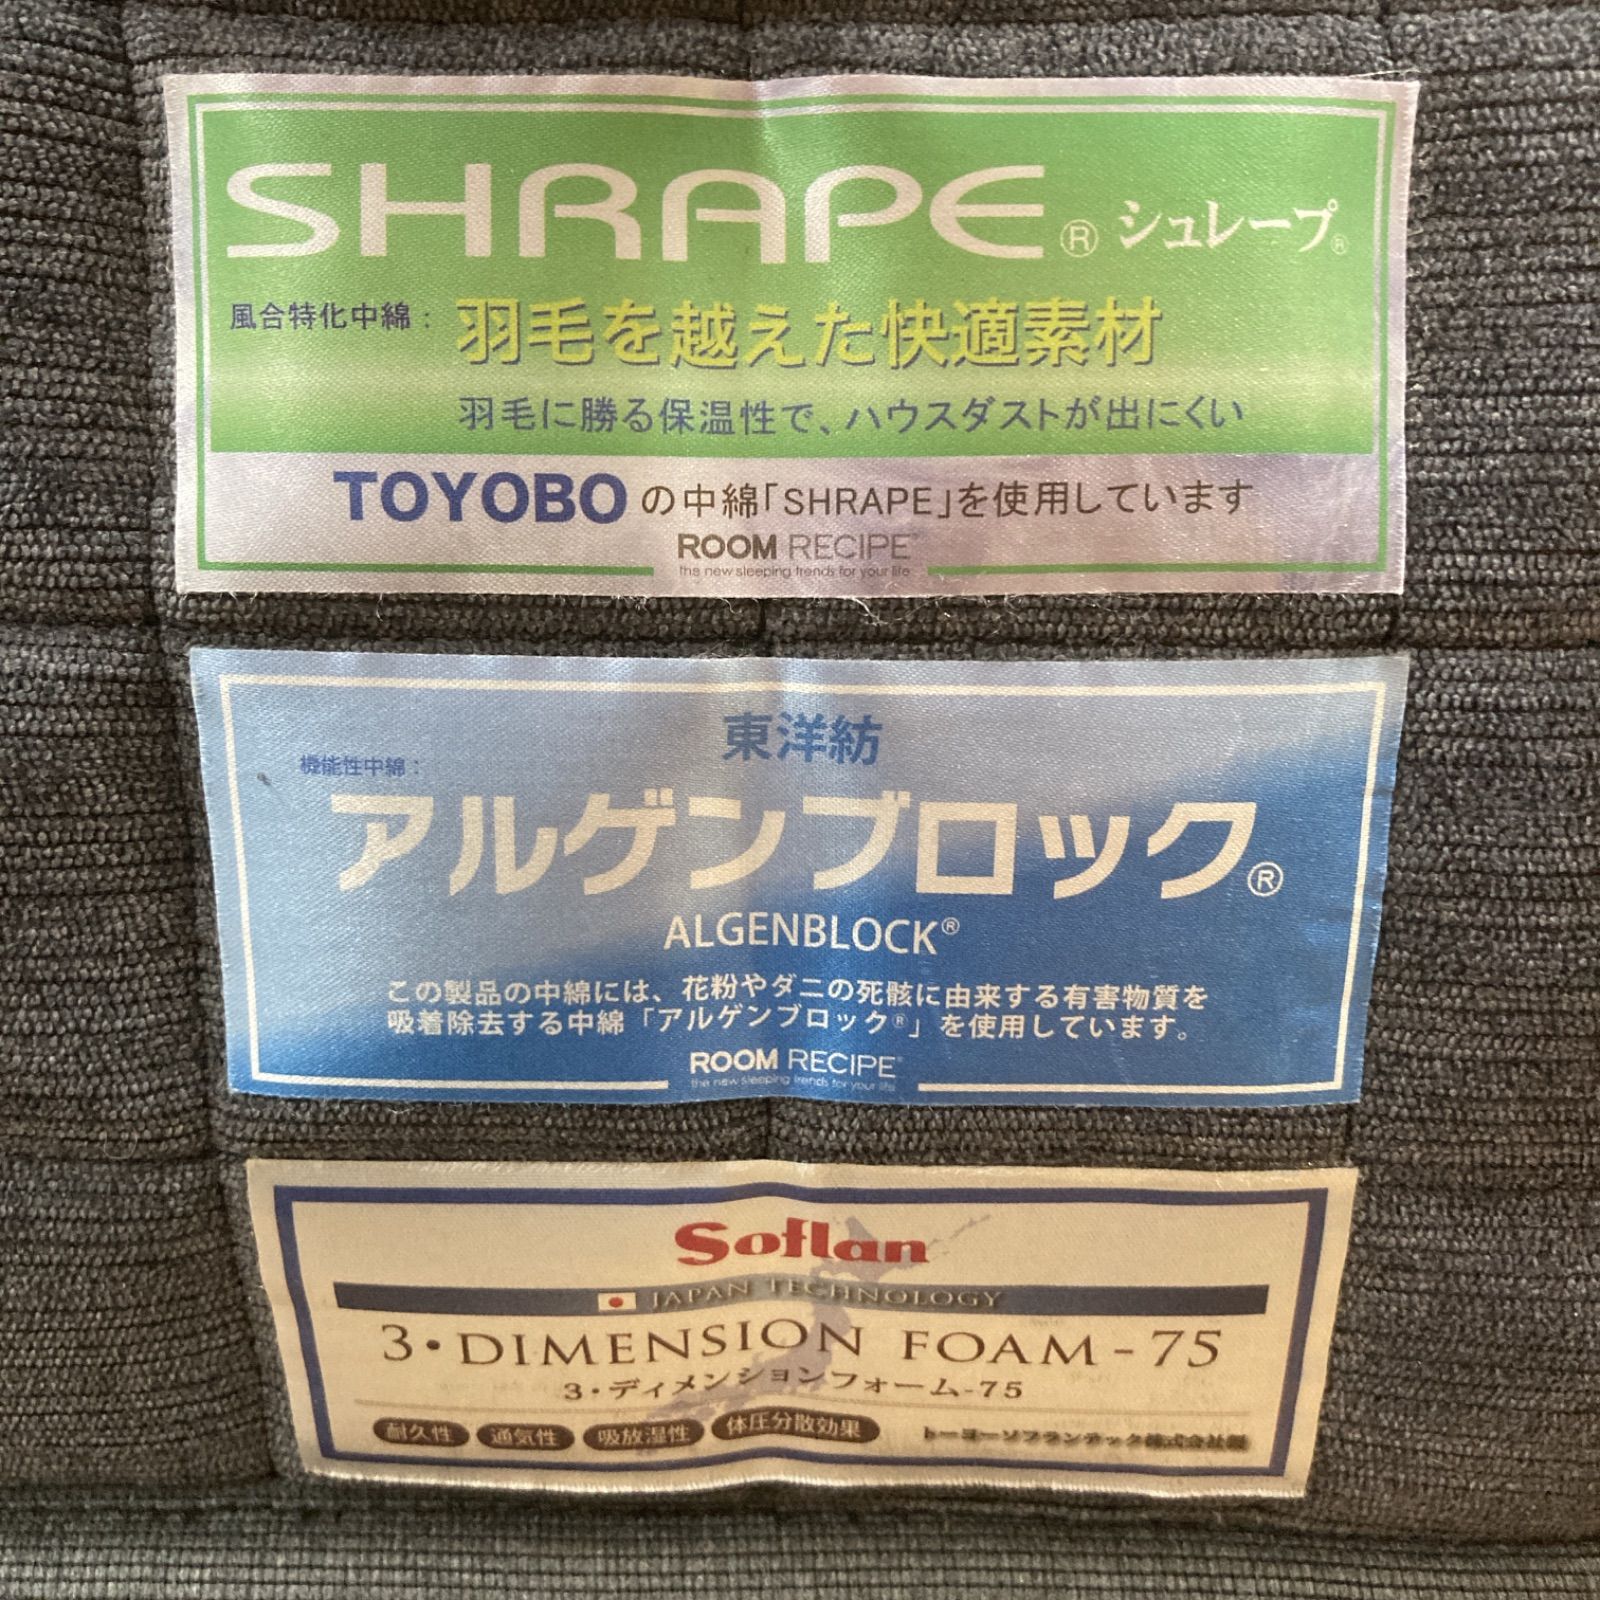 SHRAPE® シュレープ®
風合特化中綿： 羽毛を越えた快適素材
羽毛に勝る保温性で、ハウスダストが出にくい
TOYOBO の中綿「SHRAPE」を使用しています
ROOM RECIPE
the new sleeping trends for your life
東洋紡
機能性中綿：
アルゲンブロック®
ALGENBLOCK®
この製品の中綿には、花粉やダニの死骸に由来する有害物質を
吸着除去する中綿「アルゲンブロック®」を使用しています。
ROOM RECIPE
the new sleeping trends for your life
Soflan
JAPAN TECHNOLOGY
3・DIMENSION FOAM-75
3・ディメンションフォーム-75
耐久性 通気性 吸放湿性 体圧分散効果 トーヨーソフランテック株式会社製